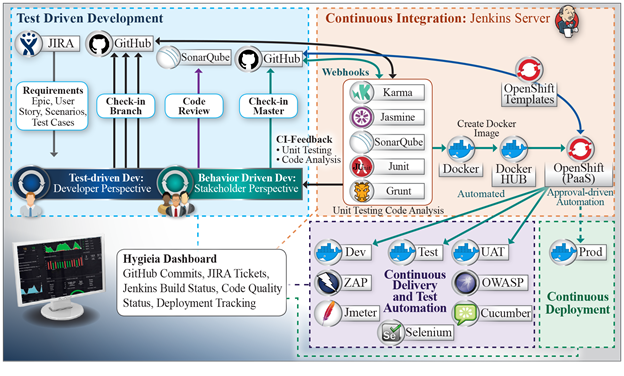 Test Driven Development
JIRA
GitHub
SonarQube
GitHub
Requirements
Epic, User
Story, Scenarios,
Test Cases
Check-in
Branch
Code
Review
Check-in
Master
CI-Feedback
• Unit Testing
• Code Analysis
Test-driven Dev:
Developer Perspective
Behavior Driven Dev:
Stakeholder Perspective
Continuous Integration: Jenkins Server
Webhooks
Karma
Jasmine
SonarQube
Junit
Grunt
Unit Testing Code Analysis
OpenShift
Templates
Create Docker
Image
Docker
Docker
HUB
OpenShift
(PaaS)
Automated
Approval-driven
Automation
Hygieia Dashboard
GitHub Commits, JIRA Tickets,
Jenkins Build Status, Code Quality
Status, Deployment Tracking
Dev
Test
UAT
ZAP
OWASP
Jmeter
Cucumber
Se
Selenium
Continuous
Delivery and Test
Automation
Prod
Continuous
Deployment